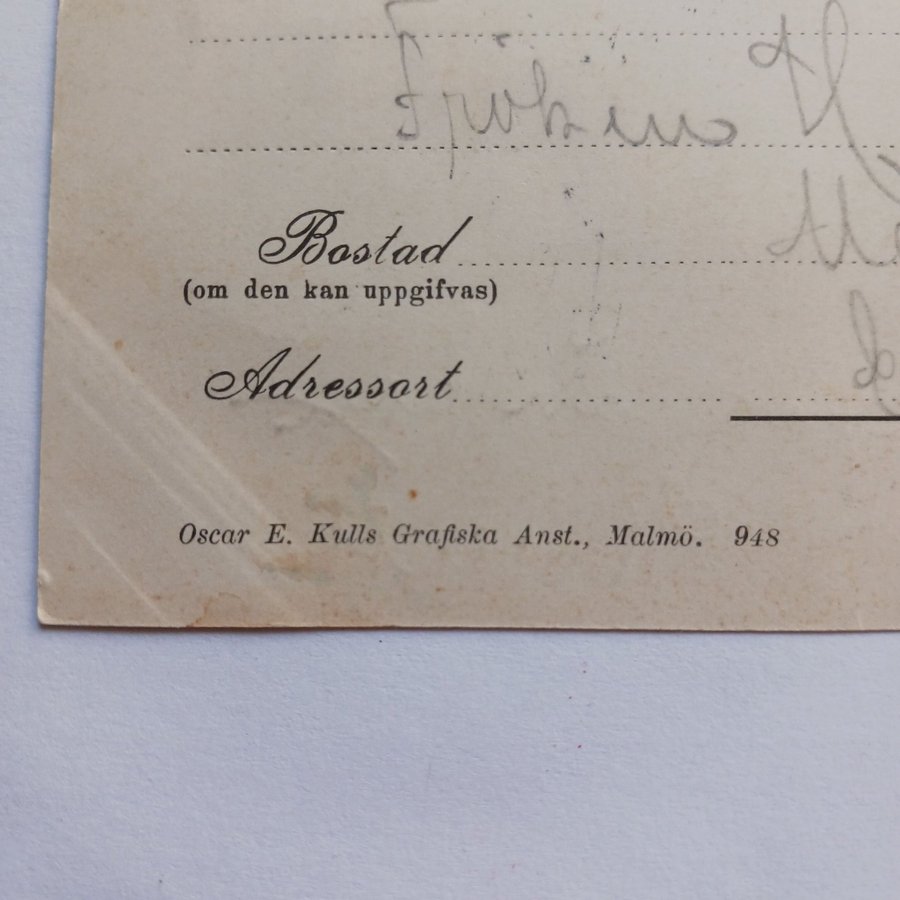 Fröken
Bostad
(om den kan uppgifvas)
Adressort
Oscar E. Kulls Grafiska Anst., Malmö. 948